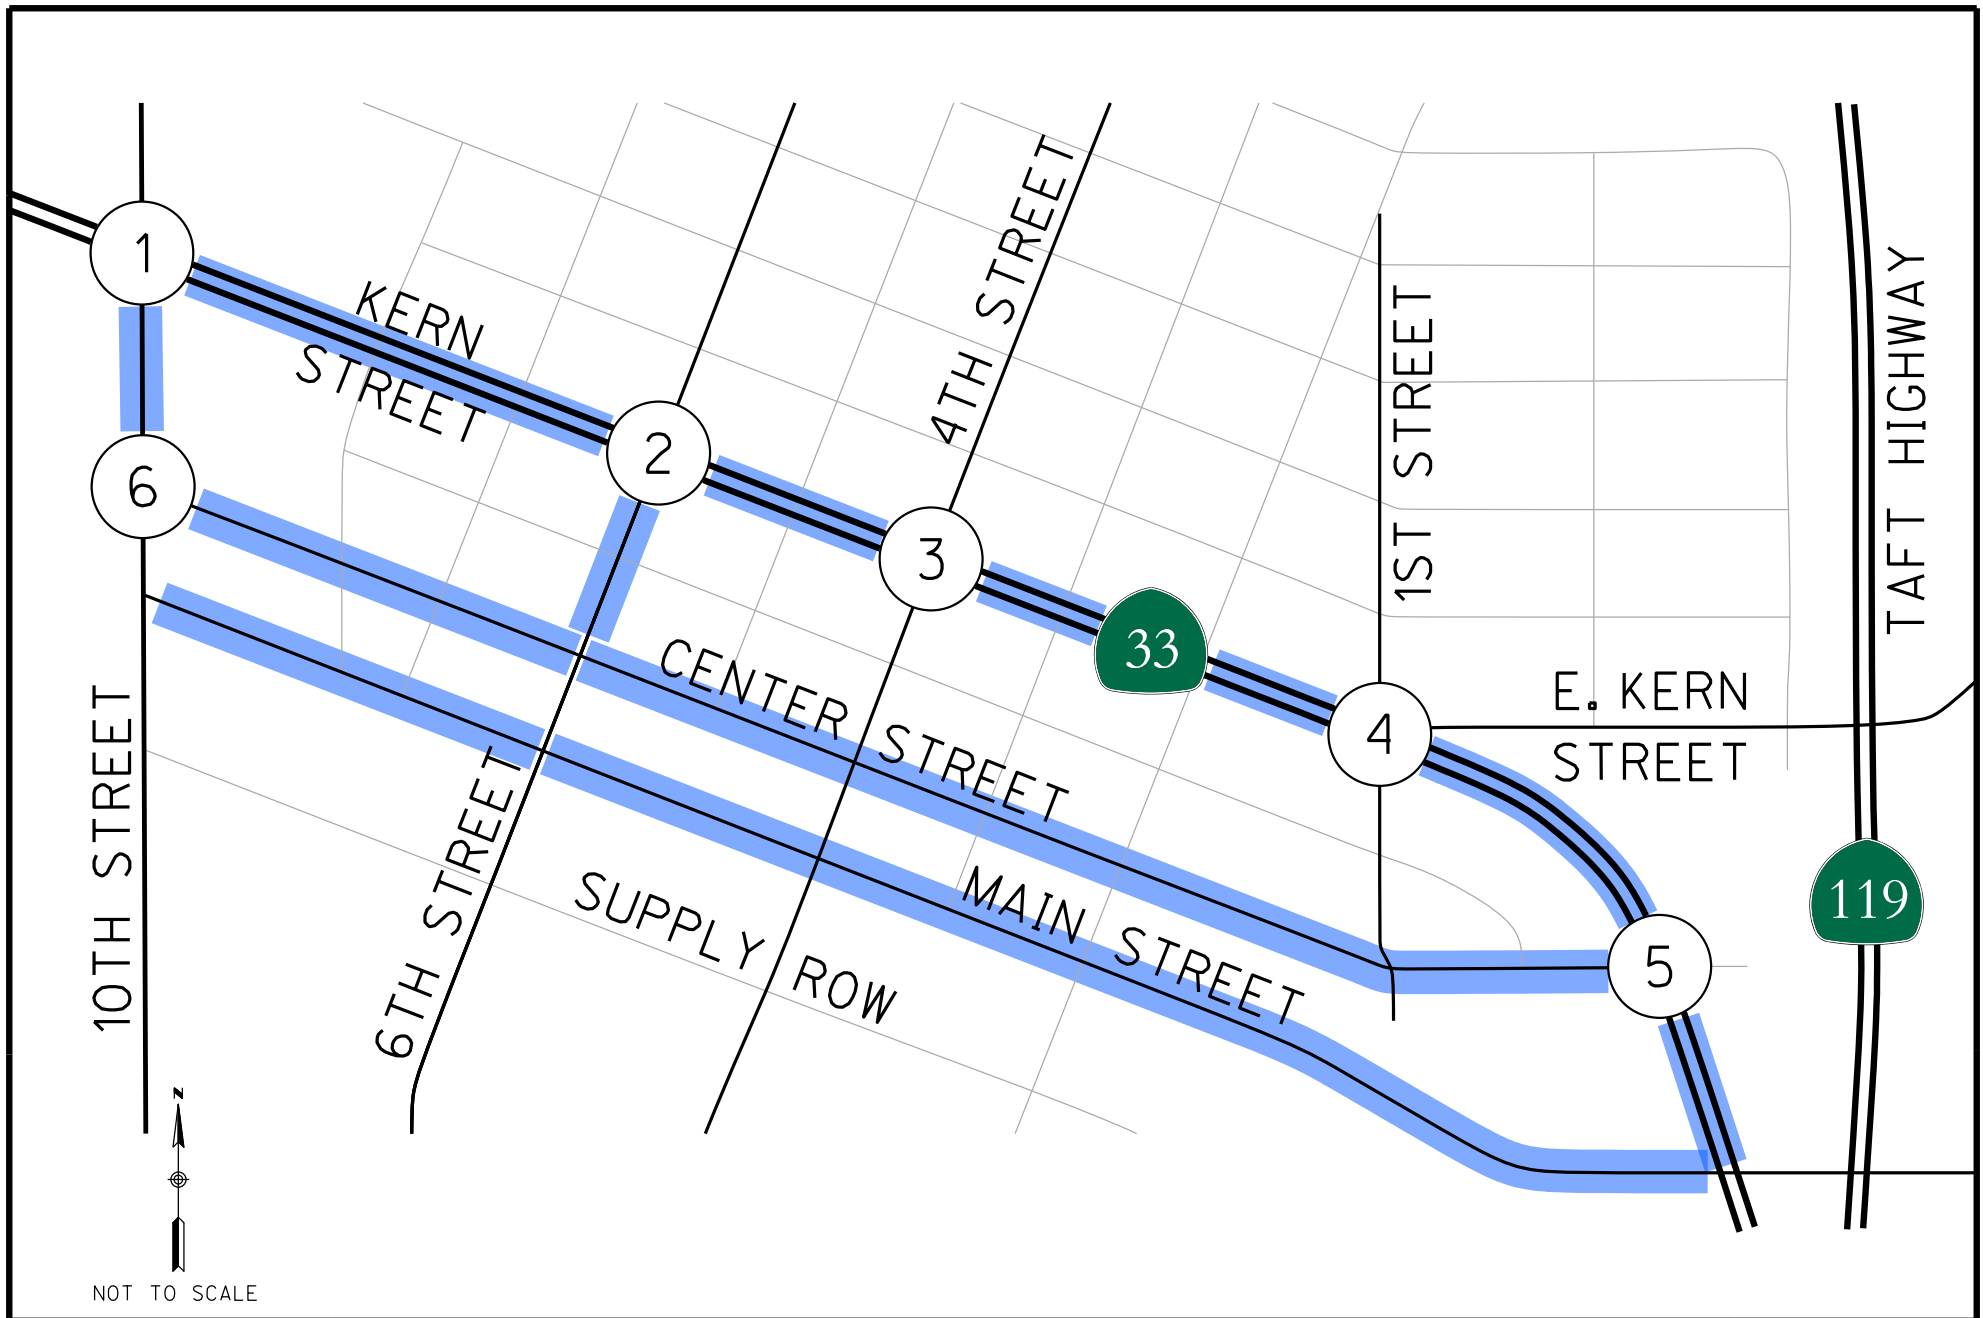 1
KERN
STREET
2
6
4TH STREET
3
33
1ST STREET
TAFT HIGHWAY
E. KERN
STREET
4
CENTER STREET
10TH STREET
6TH STREET
SUPPLY ROW
MAIN STREET
119
5
N
NOT TO SCALE